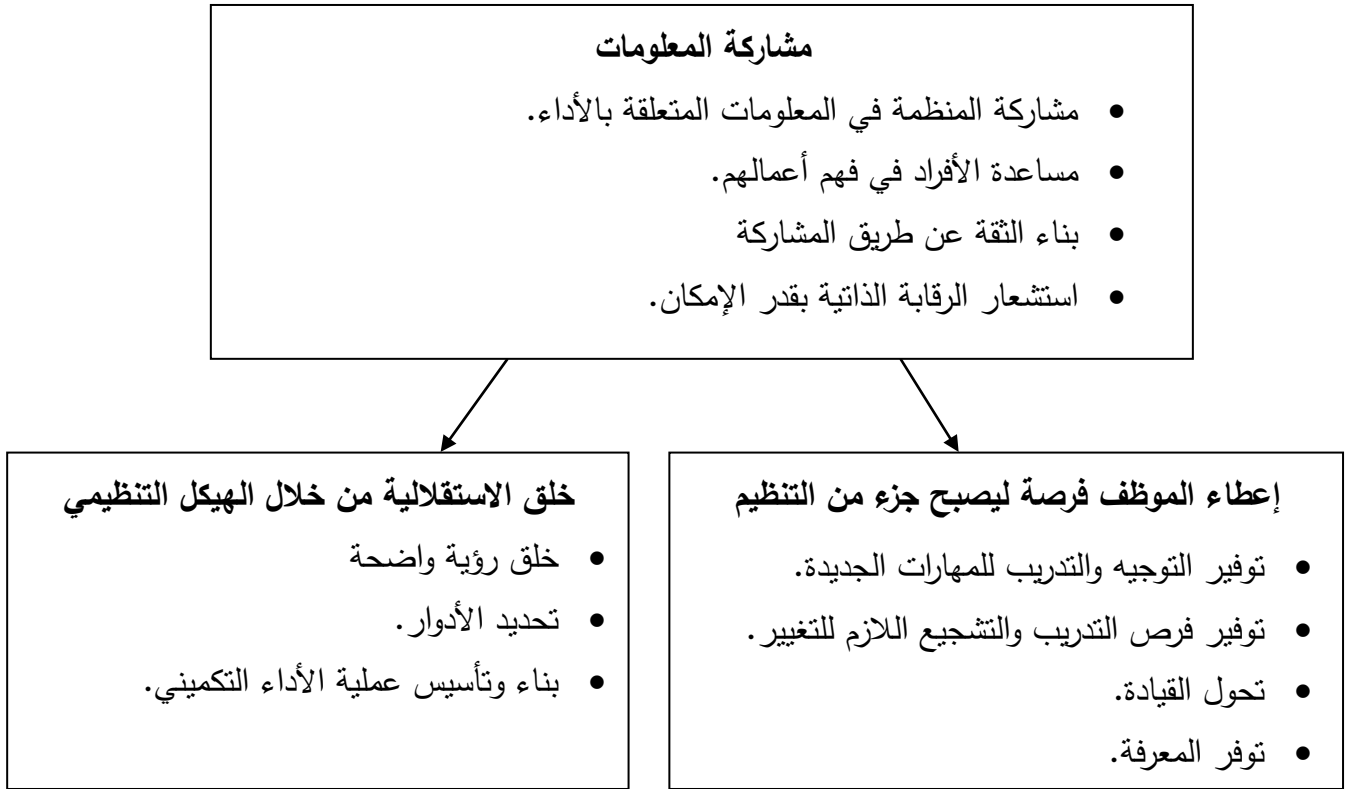 مشاركة المعلومات
• مشاركة المنظمة في المعلومات المتعلقة بالأداء.
• مساعدة الأفراد في فهم أعمالهم.
• بناء الثقة عن طريق المشاركة
• استشعار الرقابة الذاتية بقدر الإمكان.
إعطاء الموظف فرصة ليصبح جزء من التنظيم
• توفير التوجيه والتدريب للمهارات الجديدة.
• توفير فرص التدريب والتشجيع اللازم للتغيير.
• تحول القيادة.
• توفر المعرفة.
خلق الاستقلالية من خلال الهيكل التنظيمي
• خلق رؤية واضحة
• تحديد الأدوار.
• بناء وتأسيس عملية الأداء التكميني.